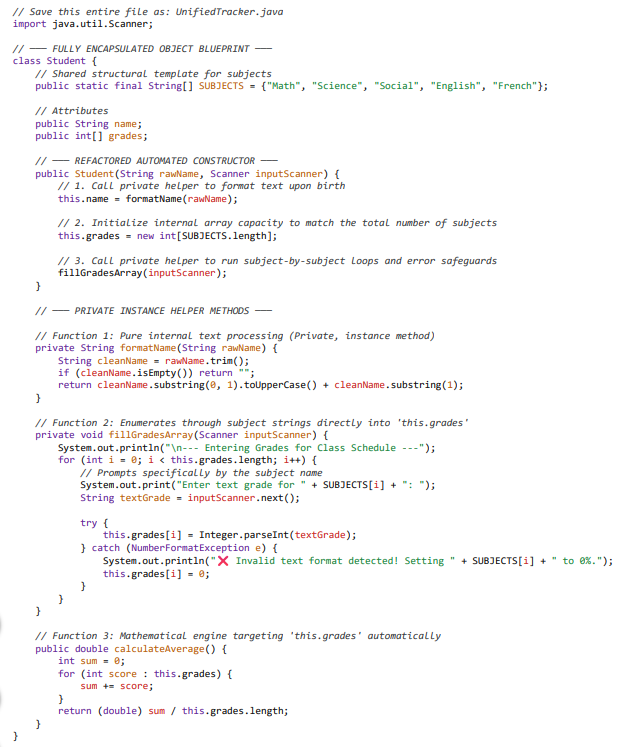 // Save this entire file as: UnifiedTracker.java
import java.util.Scanner;

// —— FULLY ENCAPSULATED OBJECT BLUEPRINT ——
class Student {
    // Shared structural template for subjects
    public static final String[] SUBJECTS = {"Math", "Science", "Social", "English", "French"};

    // Attributes
    public String name;
    public int[] grades;

    // —— REFACTORED AUTOMATED CONSTRUCTOR ——
    public Student(String rawName, Scanner inputScanner) {
        // 1. Call private helper to format text upon birth
        this.name = formatName(rawName);

        // 2. Initialize internal array capacity to match the total number of subjects
        this.grades = new int[SUBJECTS.length];

        // 3. Call private helper to run subject-by-subject loops and error safeguards
        fillGradesArray(inputScanner);
    }

    // —— PRIVATE INSTANCE HELPER METHODS ——

    // Function 1: Pure internal text processing (Private, instance method)
    private String formatName(String rawName) {
        String cleanName = rawName.trim();
        if (cleanName.isEmpty()) return "";
        return cleanName.substring(0, 1).toUpperCase() + cleanName.substring(1);
    }

    // Function 2: Enumerates through subject strings directly into 'this.grades'
    private void fillGradesArray(Scanner inputScanner) {
        System.out.println("\n--- Entering Grades for Class Schedule ---");
        for (int i = 0; i < this.grades.length; i++) {
            // Prompts specifically by the subject name
            System.out.print("Enter text grade for " + SUBJECTS[i] + ": ");
            String textGrade = inputScanner.next();

            try {
                this.grades[i] = Integer.parseInt(textGrade);
            } catch (NumberFormatException e) {
                System.out.println("❌ Invalid text format detected! Setting " + SUBJECTS[i] + " to 0%.");
                this.grades[i] = 0;
            }
        }
    }

    // Function 3: Mathematical engine targeting 'this.grades' automatically
    public double calculateAverage() {
        int sum = 0;
        for (int score : this.grades) {
            sum += score;
        }
        return (double) sum / this.grades.length;
    }
}